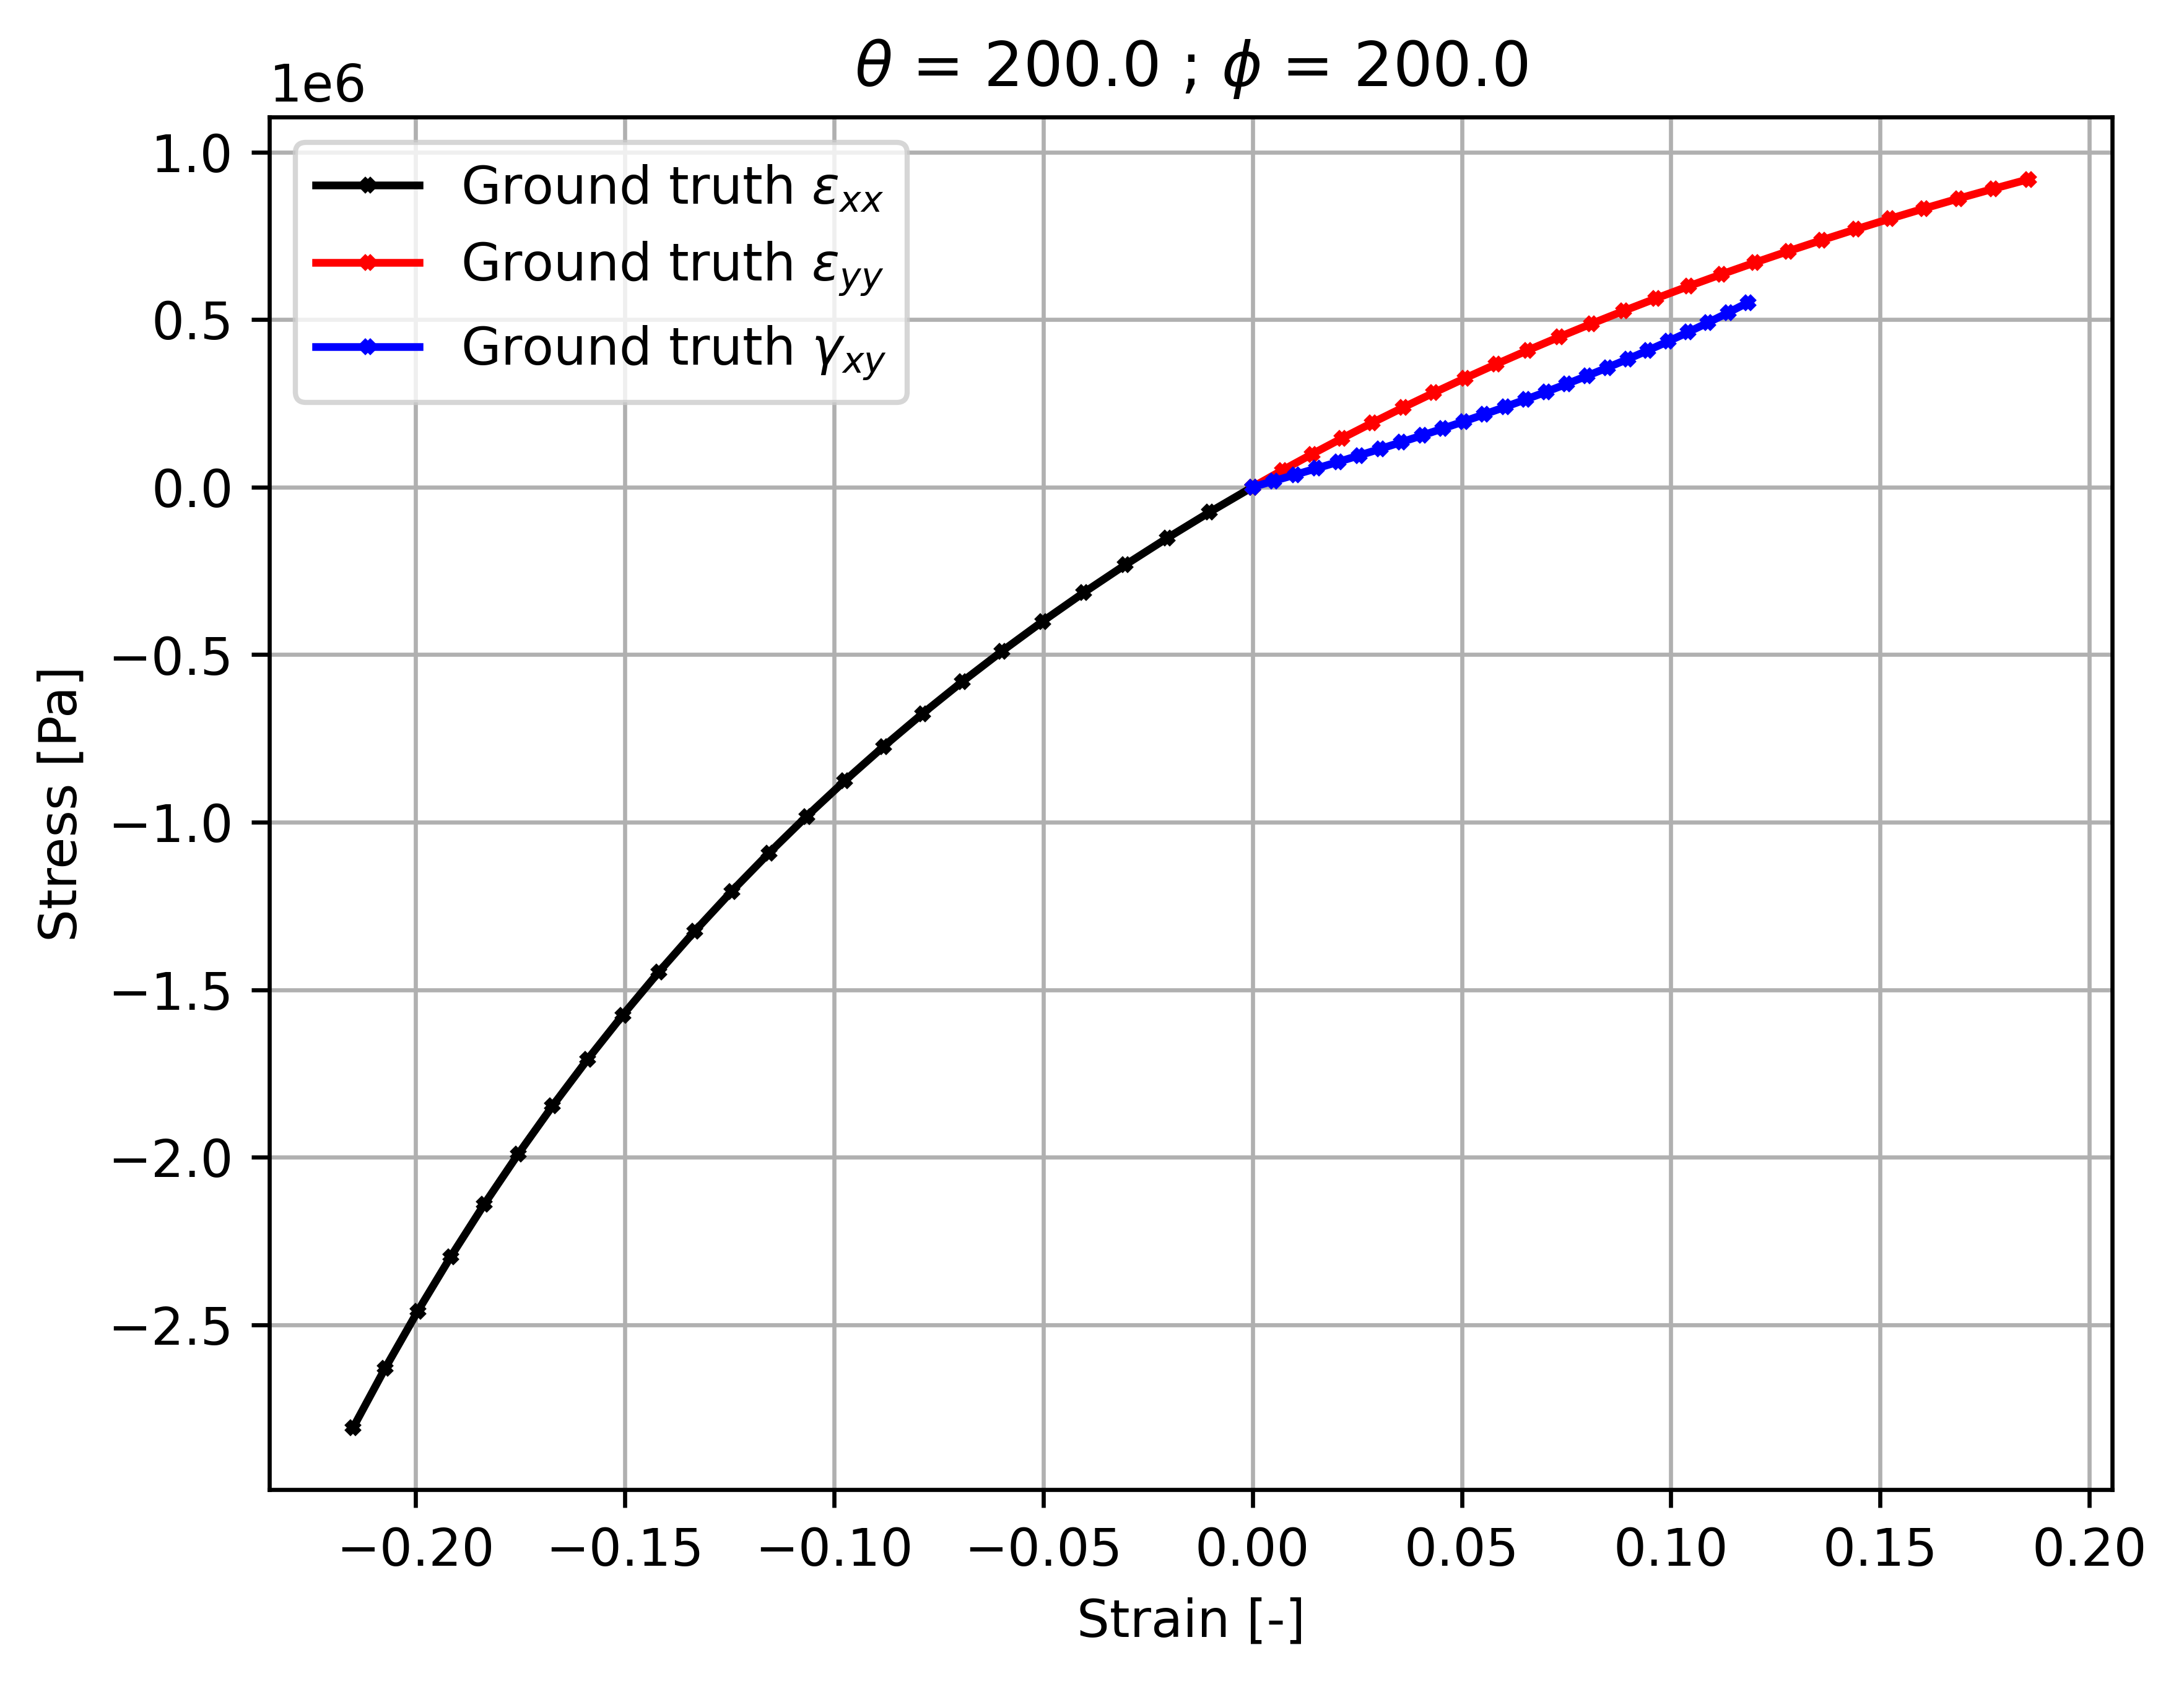 θ = 200.0 ; ϕ = 200.0
1e6
Ground truth εxx
Ground truth εyy
Ground truth γxy
1.0
0.5
0.0
−0.5
−1.0
−1.5
−2.0
−2.5
Stress [Pa]
−0.20 −0.15 −0.10 −0.05 0.00 0.05 0.10 0.15 0.20
Strain [-]